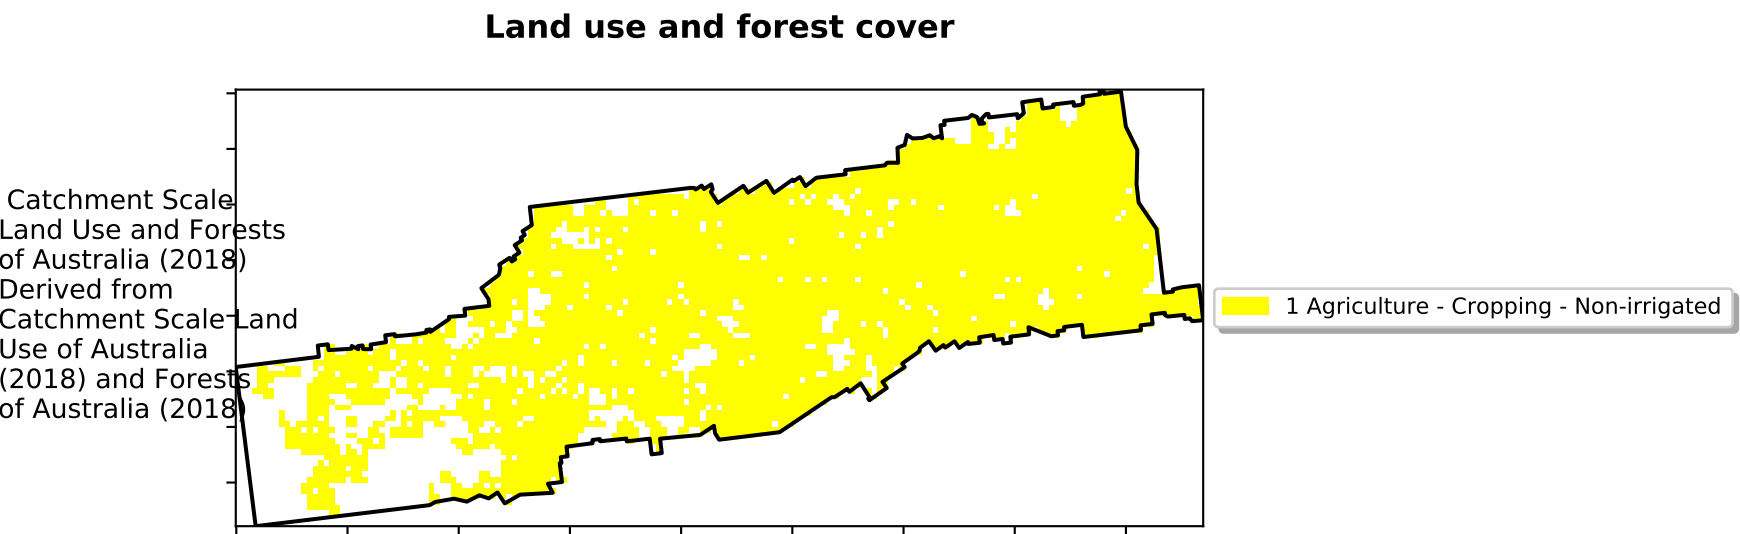 Land use and forest cover
Catchment Scale
Land Use and Forests
of Australia (2018)
Derived from
Catchment Scale Land
Use of Australia
(2018) and Forests
of Australia (2018)
1 Agriculture - Cropping - Non-irrigated